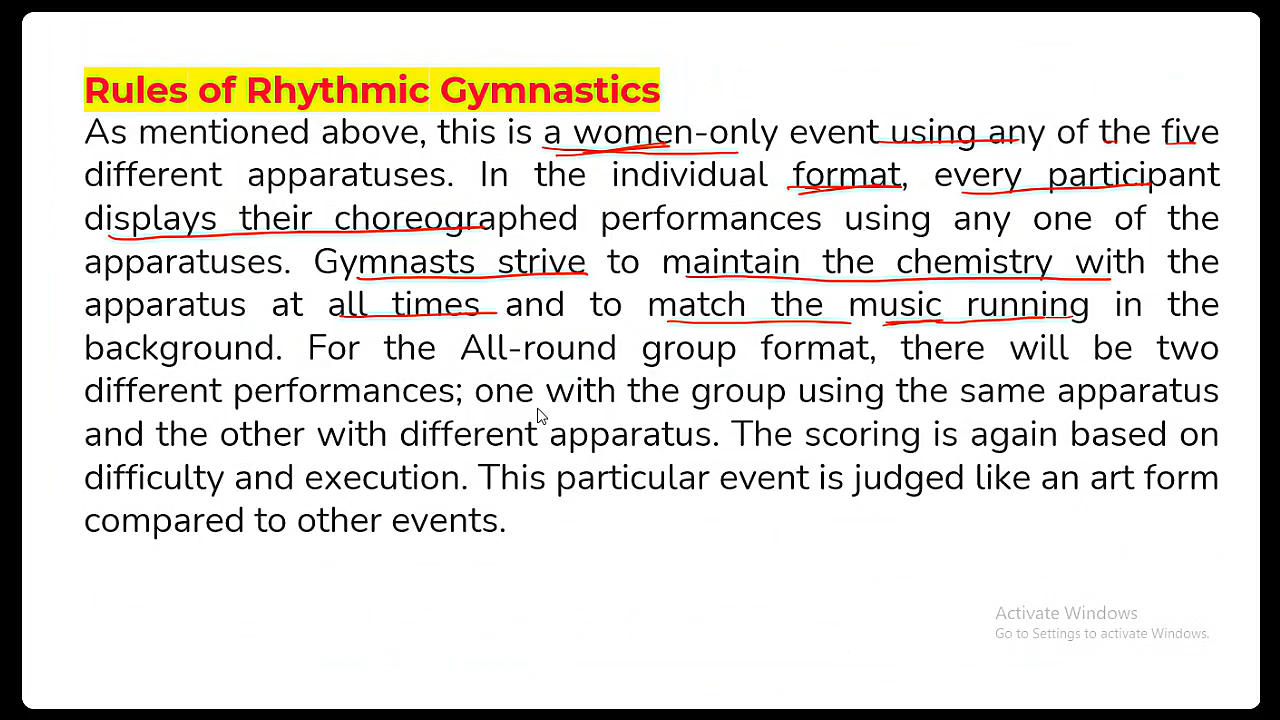 Rules of Rhythmic Gymnastics
As mentioned above, this is a women-only event using any of the five
different apparatuses. In the individual format, every participant
displays their choreographed performances using any one of the
apparatuses. Gymnasts strive to maintain the chemistry with the
apparatus at all times and to match the music running in the
background. For the All-round group format, there will be two
different performances; one with the group using the same apparatus
and the other with different apparatus. The scoring is again based on
difficulty and execution. This particular event is judged like an art form
compared to other events.
Activate Windows
Go to Settings to activate Windows.